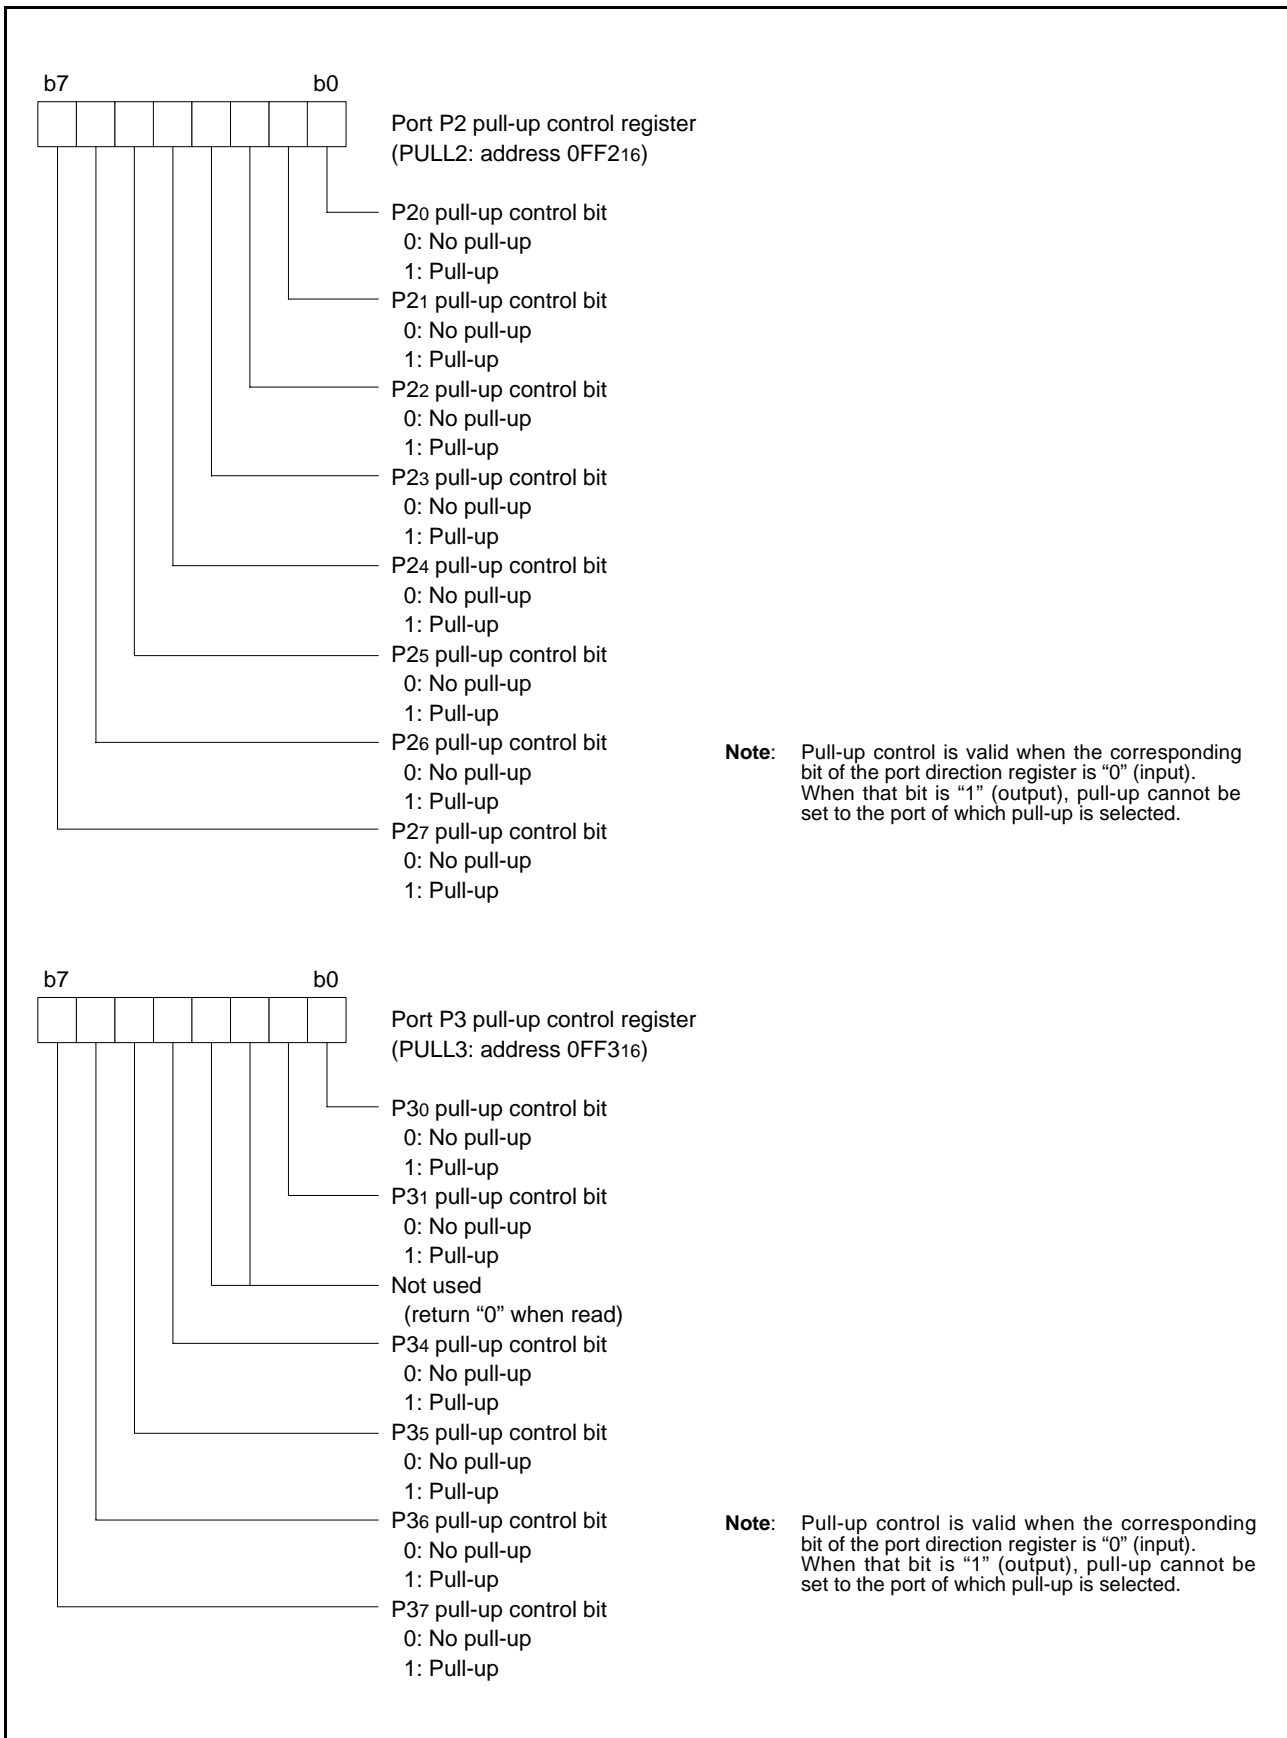 b7 b0
Port P2 pull-up control register
(PULL2: address 0FF216)
P20 pull-up control bit
0: No pull-up
1: Pull-up
P21 pull-up control bit
0: No pull-up
1: Pull-up
P22 pull-up control bit
0: No pull-up
1: Pull-up
P23 pull-up control bit
0: No pull-up
1: Pull-up
P24 pull-up control bit
0: No pull-up
1: Pull-up
P25 pull-up control bit
0: No pull-up
1: Pull-up
P26 pull-up control bit
0: No pull-up
1: Pull-up
P27 pull-up control bit
0: No pull-up
1: Pull-up
Note: Pull-up control is valid when the corresponding
bit of the port direction register is “0” (input).
When that bit is “1” (output), pull-up cannot be
set to the port of which pull-up is selected.
b7 b0
Port P3 pull-up control register
(PULL3: address 0FF316)
P30 pull-up control bit
0: No pull-up
1: Pull-up
P31 pull-up control bit
0: No pull-up
1: Pull-up
Not used
(return “0” when read)
P34 pull-up control bit
0: No pull-up
1: Pull-up
P35 pull-up control bit
0: No pull-up
1: Pull-up
P36 pull-up control bit
0: No pull-up
1: Pull-up
P37 pull-up control bit
0: No pull-up
1: Pull-up
Note: Pull-up control is valid when the corresponding
bit of the port direction register is “0” (input).
When that bit is “1” (output), pull-up cannot be
set to the port of which pull-up is selected.